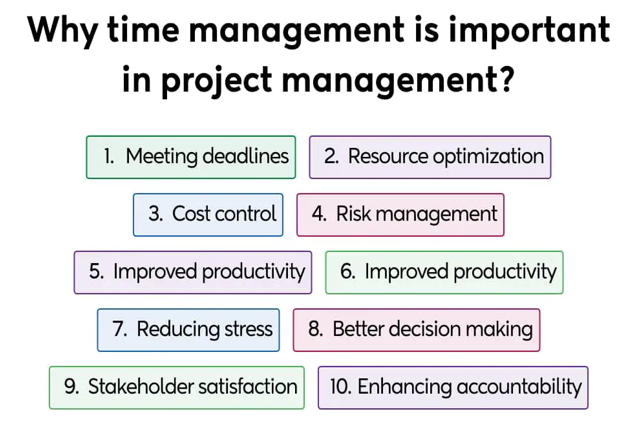 Why time management is important
in project management?
1. Meeting deadlines
2. Resource optimization
3. Cost control
4. Risk management
5. Improved productivity
6. Improved productivity
7. Reducing stress
8. Better decision making
9. Stakeholder satisfaction
10. Enhancing accountability